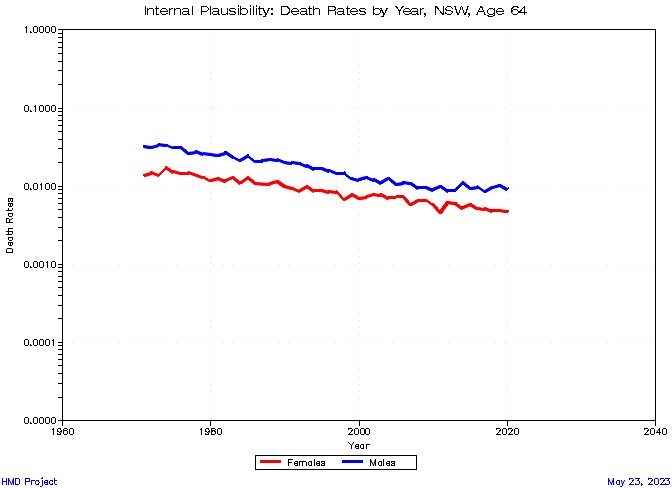 Internal Plausibility: Death Rates by Year, NSW, Age 64
1.0000
0.1000
0.0100
0.0010
0.0001
0.0000
Death Rates
1960 1980 2000 2020 2040
Year
Females Males
HMD Project May 23, 2023